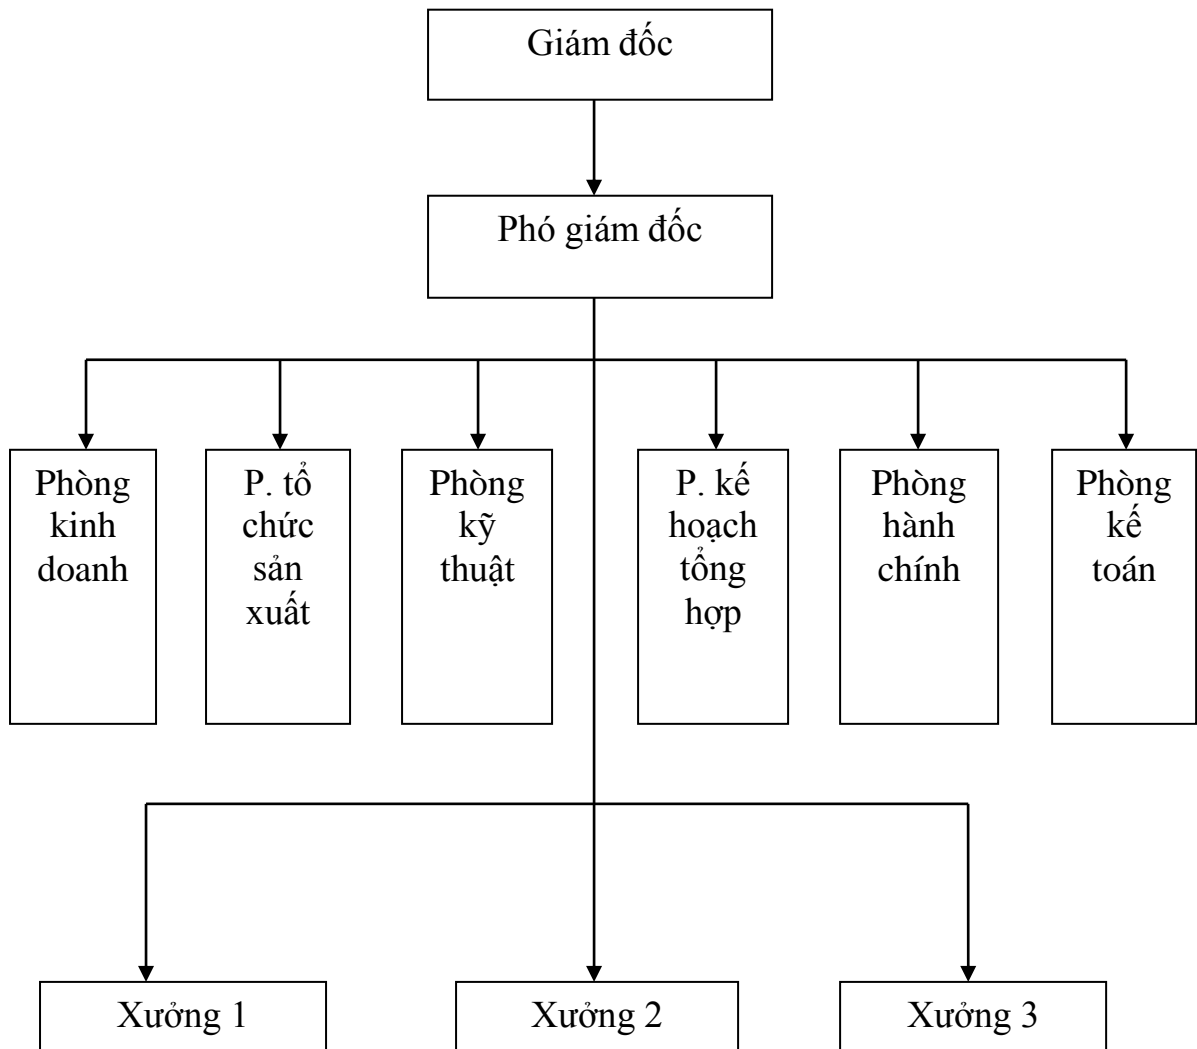 Giám đốc
Phó giám đốc
Phòng
kinh
doanh
P. tổ
chức
sản
xuất
Phòng
kỹ
thuật
P. kế
hoạch
tổng
hợp
Phòng
hành
chính
Phòng
kế
toán
Xưởng 1
Xưởng 2
Xưởng 3